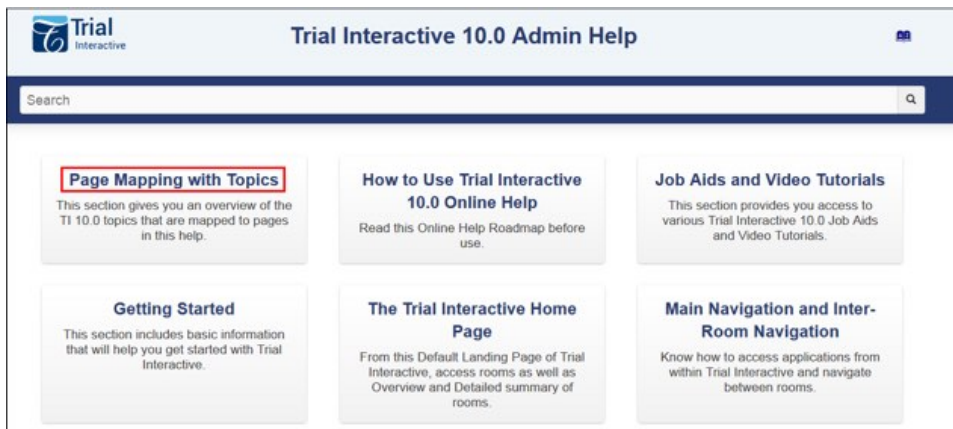 Trial
Interactive
Trial Interactive 10.0 Admin Help
Search
Page Mapping with Topics
This section gives you an overview of the
TI 10.0 topics that are mapped to pages
in this help.
How to Use Trial Interactive
10.0 Online Help
Read this Online Help Roadmap before
use.
Job Aids and Video Tutorials
This section provides you access to
various Trial Interactive 10.0 Job Aids
and Video Tutorials.
Getting Started
This section includes basic information
that will help you get started with Trial
Interactive.
The Trial Interactive Home
Page
From this Default Landing Page of Trial
Interactive, access rooms as well as
Overview and Detailed summary of
rooms.
Main Navigation and Inter-
Room Navigation
Know how to access applications from
within Trial Interactive and navigate
between rooms.